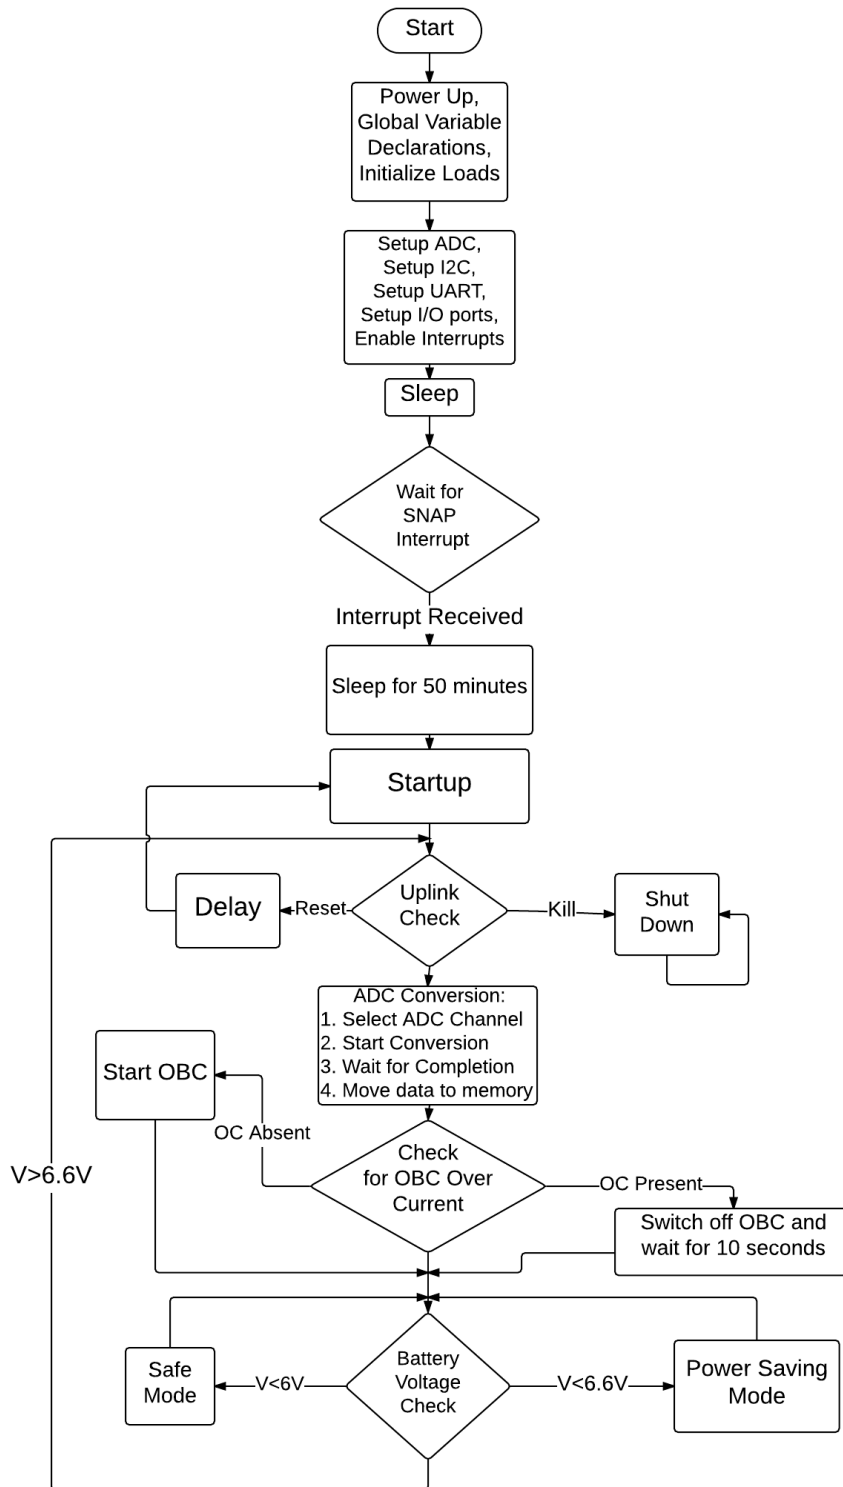 Start
Power Up,
Global Variable
Declarations,
Initialize Loads
Setup ADC,
Setup I2C,
Setup UART,
Setup I/O ports,
Enable Interrupts
Sleep
Wait for
SNAP
Interrupt
Interrupt Received
Sleep for 50 minutes
Startup
Uplink
Check
Reset
Delay
Kill
Shut
Down
ADC Conversion:
1. Select ADC Channel
2. Start Conversion
3. Wait for Completion
4. Move data to memory
Start OBC
OC Absent
Check
for OBC Over
Current
OC Present
Switch off OBC and
wait for 10 seconds
V>6.6V
Battery
Voltage
Check
V<6V
Safe
Mode
V<6.6V
Power Saving
Mode